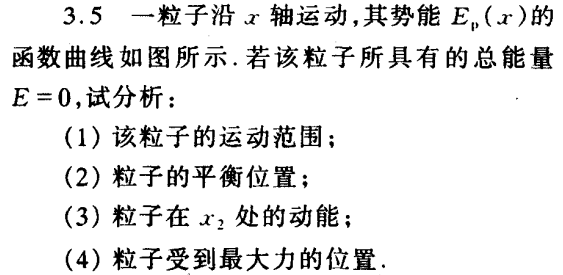 3.5 一粒子沿 x 轴运动,其势能 Eₚ(x)的
函数曲线如图所示.若该粒子所具有的总能量
E=0,试分析:
(1) 该粒子的运动范围;
(2) 粒子的平衡位置;
(3) 粒子在 x₂ 处的动能;
(4) 粒子受到最大力的位置.